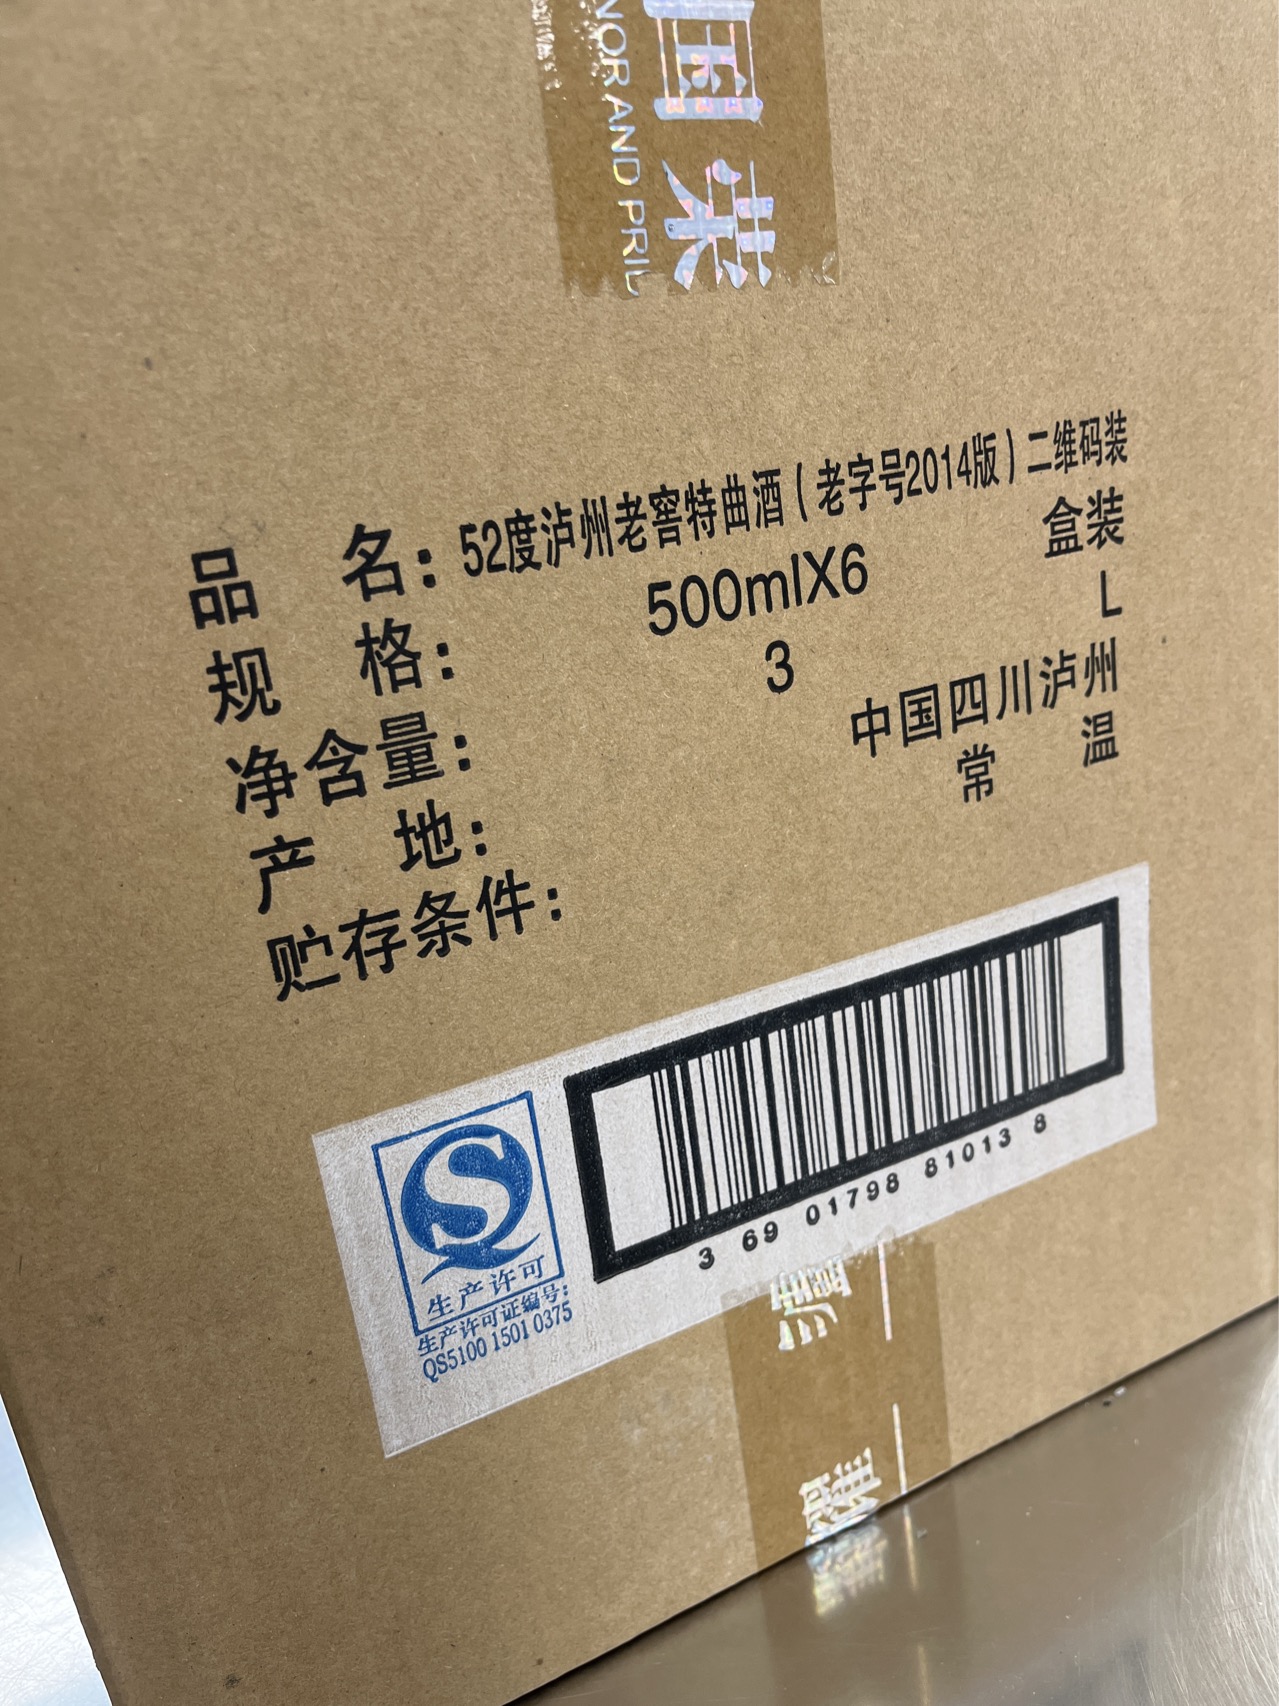 国荣
NOR AND PRIL
品 名：52度泸州老窖特曲酒（老字号2014版）二维码装
规 格：500mlX6 盒装
净含量：3 L
产 地：中国四川泸州
贮存条件：常 温
3 69 01798 81013 8
生产许可
生产许可证编号：
QS5100 1501 0375